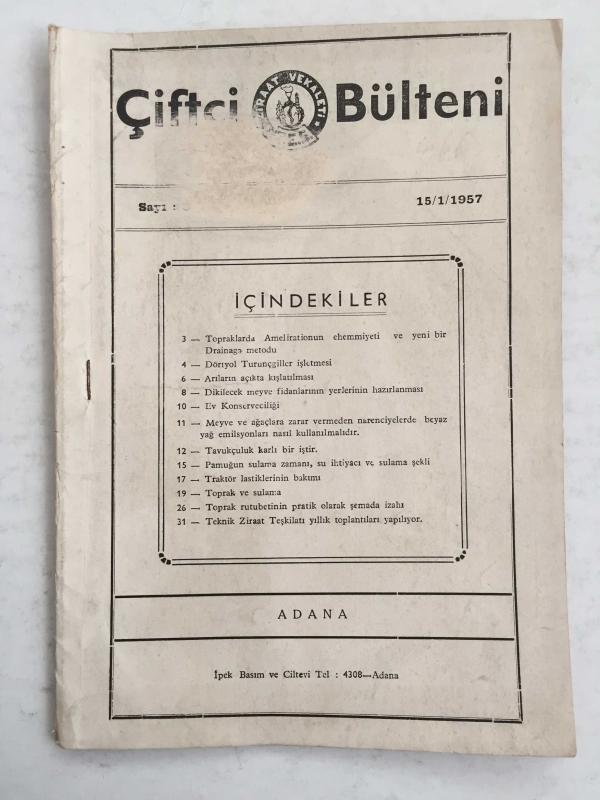 Çiftçi Bülteni
ZIRAAT VEKALETİ
Sayı :
15/1/1957
İÇİNDEKİLER
3 — Topraklarda Amelirationun ehemmiyeti ve yeni bir
Drainage metodu
4 — Dörtyol Turunçgiller işletmesi
6 — Arıların açıkta kışlatılması
8 — Dikilecek meyve fidanlarının yerlerinin hazırlanması
10 — Ev Konserveciliği
11 — Meyve ve ağaçlara zarar vermeden narenciyelerde beyaz
yağ emilsyonları nasıl kullanılmalıdır.
12 — Tavukçuluk karlı bir iştir.
15 — Pamuğun sulama zamanı, su ihtiyacı ve sulama şekli
17 — Traktör lastiklerinin bakımı
19 — Toprak ve sulama
26 — Toprak rutubetinin pratik olarak şemada izahı
31 — Teknik Ziraat Teşkilatı yıllık toplantıları yapılıyor.
ADANA
İpek Basım ve Ciltevi Tel : 4308—Adana